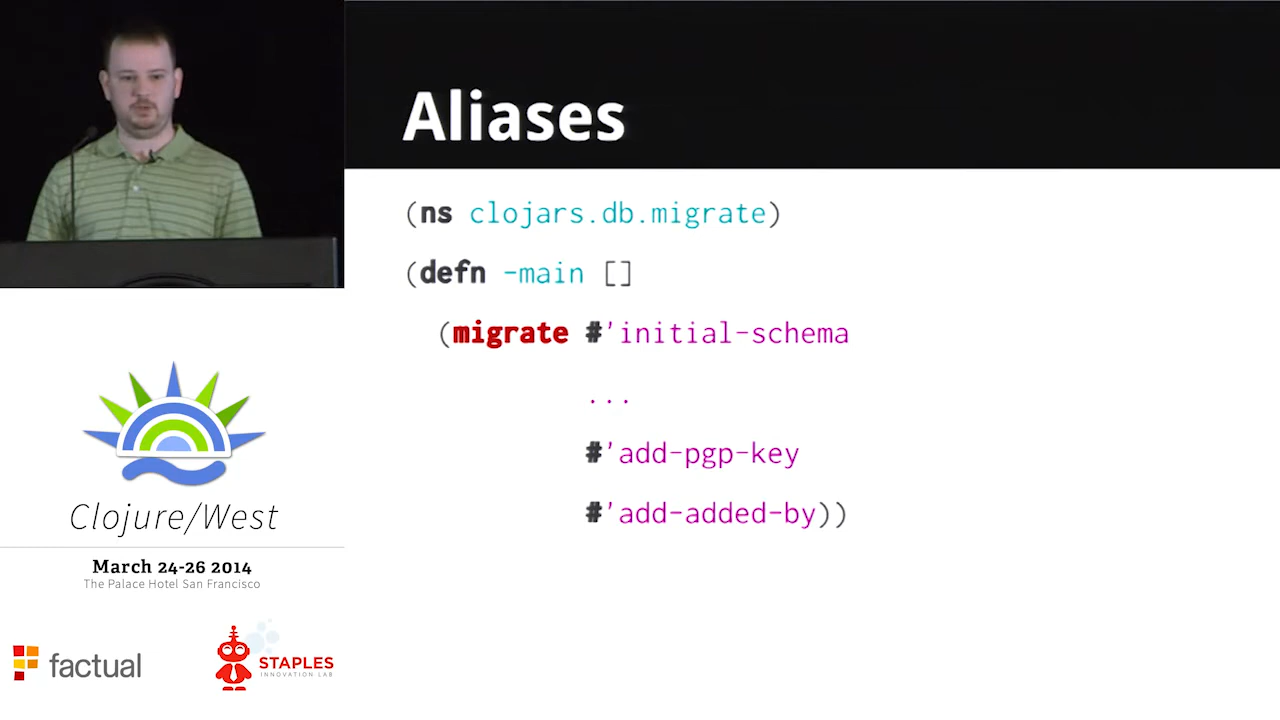 Aliases
(ns clojars.db.migrate)
(defn -main []
(migrate #'initial-schema
...
#'add-pgp-key
#'add-added-by))
Clojure/West
March 24-26 2014
The Palace Hotel San Francisco
factual
STAPLES
INNOVATION LAB